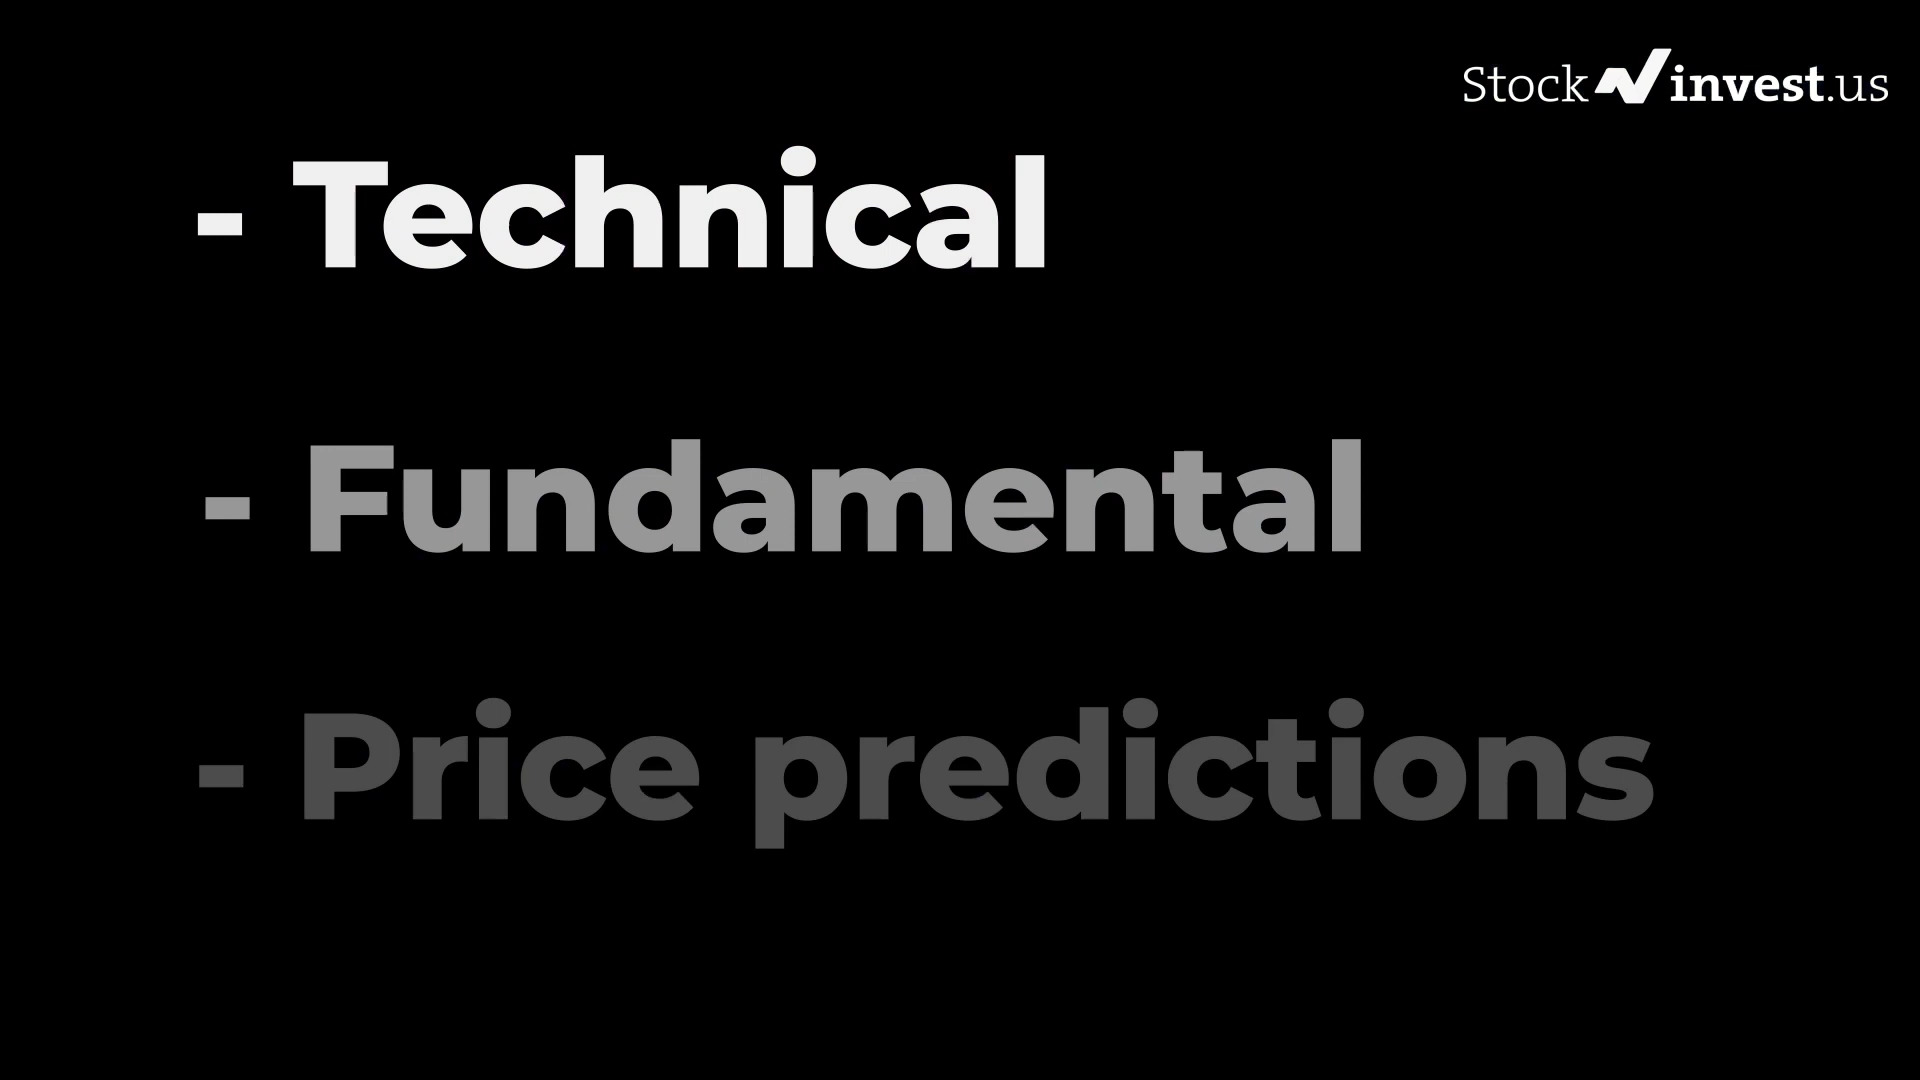 Stock invest.us
- Technical
- Fundamental
- Price predictions